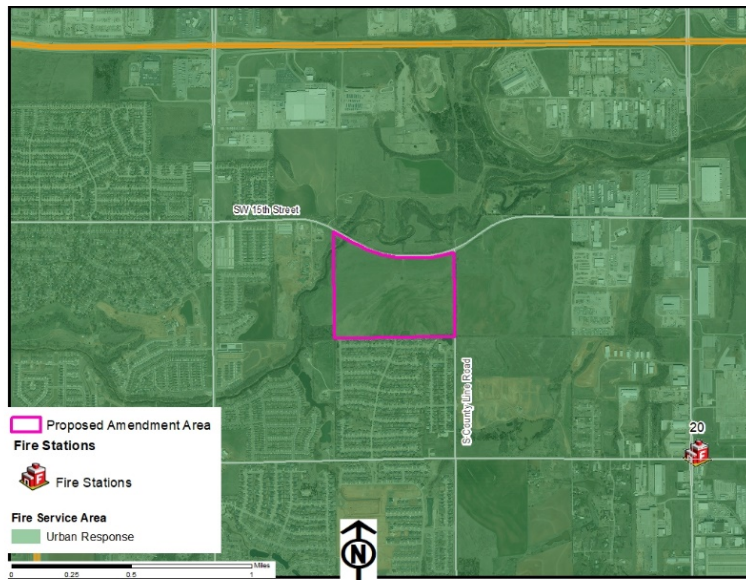 SW 15th Street
S County Line Road
20
Proposed Amendment Area
Fire Stations
Fire Stations
Fire Service Area
Urban Response
N
Miles
0 0.25 0.5 1